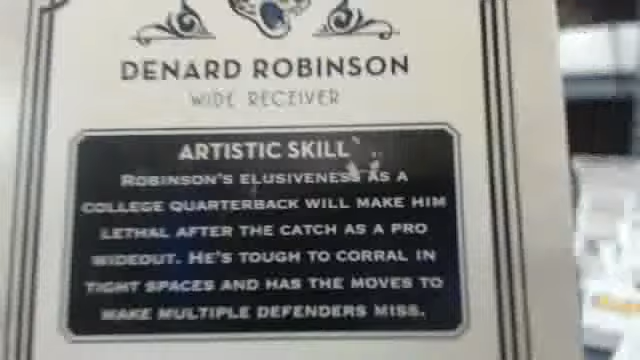 DENARD ROBINSON
WIDE RECEIVER
ARTISTIC SKILL
ROBINSON'S ELUSIVENESS AS A
COLLEGE QUARTERBACK WILL MAKE HIM
LETHAL AFTER THE CATCH AS A PRO
WIDEOUT. HE'S TOUGH TO CORRAL IN
TIGHT SPACES AND HAS THE MOVES TO
MAKE MULTIPLE DEFENDERS MISS.